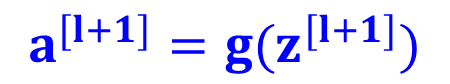 a^[l+1] = g(z^[l+1])